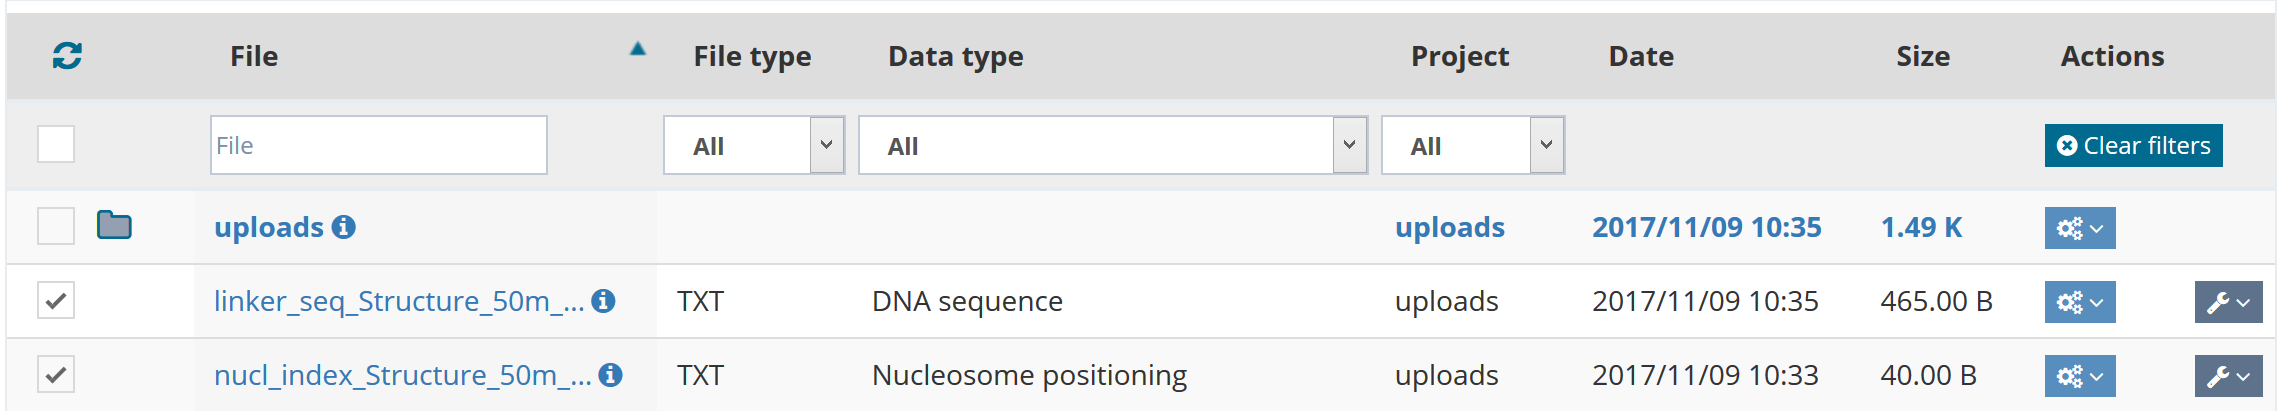 File File type Data type Project Date Size Actions
File All All All Clear filters
uploads uploads 2017/11/09 10:35 1.49 K
linker_seq_Structure_50m_... TXT DNA sequence uploads 2017/11/09 10:35 465.00 B
nucl_index_Structure_50m_... TXT Nucleosome positioning uploads 2017/11/09 10:33 40.00 B